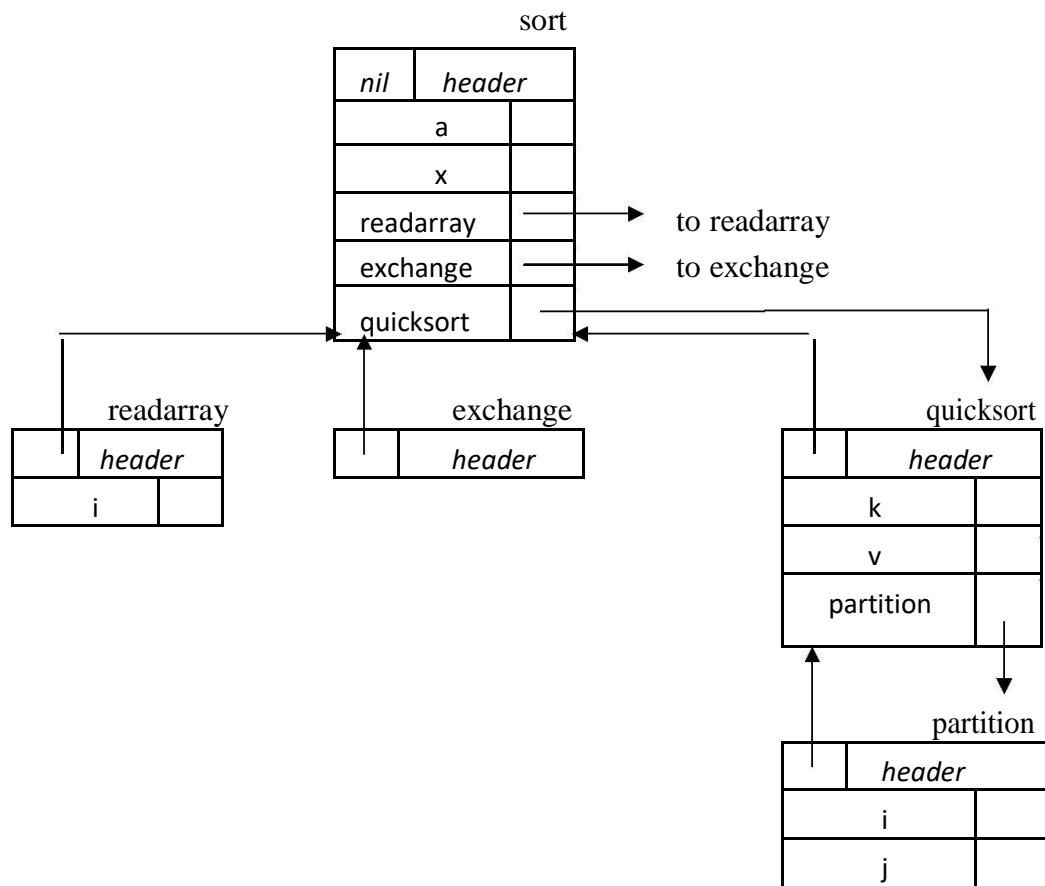 sort
nil header
a
x
readarray
to readarray
exchange
to exchange
quicksort
readarray
header
i
exchange
header
quicksort
header
k
v
partition
partition
header
i
j